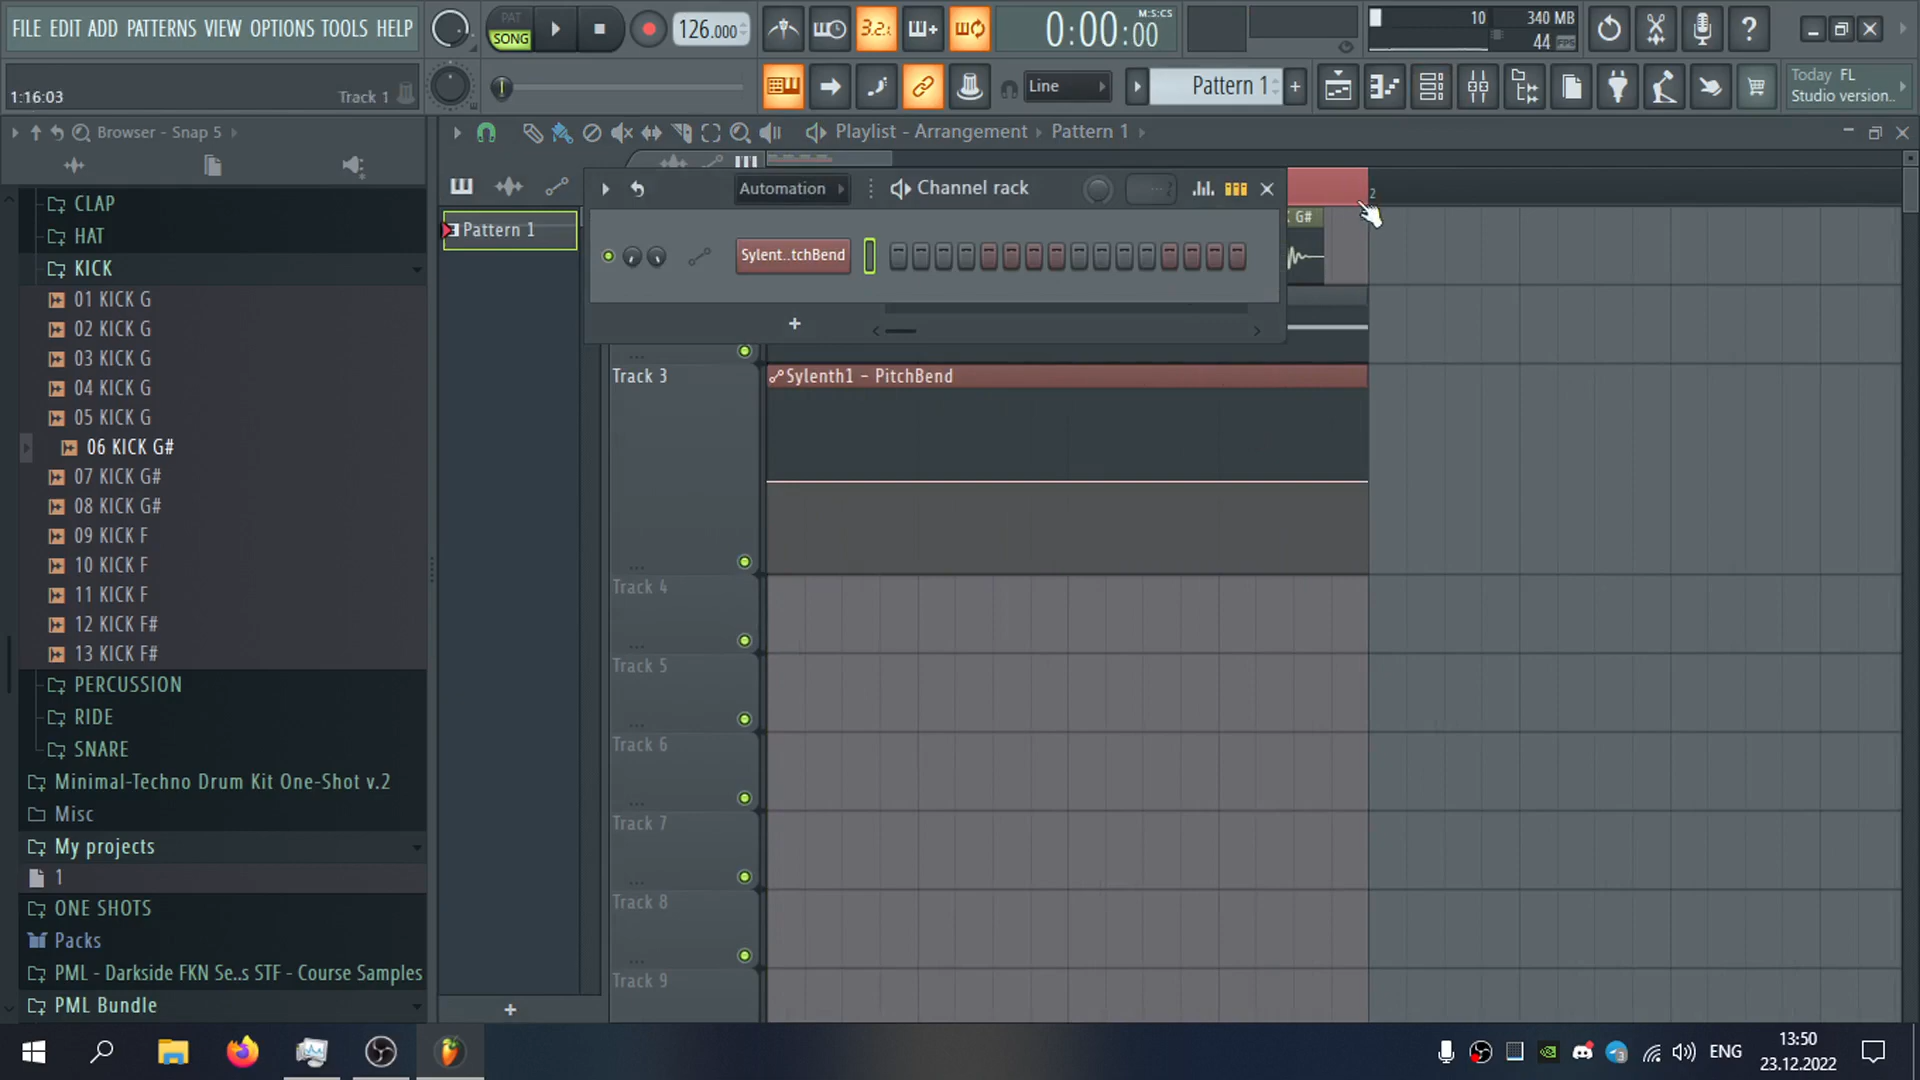 FILE EDIT ADD PATTERNS VIEW OPTIONS TOOLS HELP
PAT
SONG
126.000
3.2.
0:00:00
M:S:CS
10
340 MB
44
1:16:03
Track 1
Line
Pattern 1
Today FL
Studio version..
Browser - Snap 5
Playlist - Arrangement › Pattern 1
CLAP
HAT
KICK
01 KICK G
02 KICK G
03 KICK G
04 KICK G
05 KICK G
06 KICK G#
07 KICK G#
08 KICK G#
09 KICK F
10 KICK F
11 KICK F
12 KICK F#
13 KICK F#
PERCUSSION
RIDE
SNARE
Minimal-Techno Drum Kit One-Shot v.2
Misc
My projects
1
ONE SHOTS
Packs
PML - Darkside FKN Se..s STF - Course Samples
PML Bundle
Pattern 1
Automation
Channel rack
Sylent..tchBend
2
G#
Track 3
Sylenth1 - PitchBend
Track 4
Track 5
Track 6
Track 7
Track 8
Track 9
ENG
13:50
23.12.2022